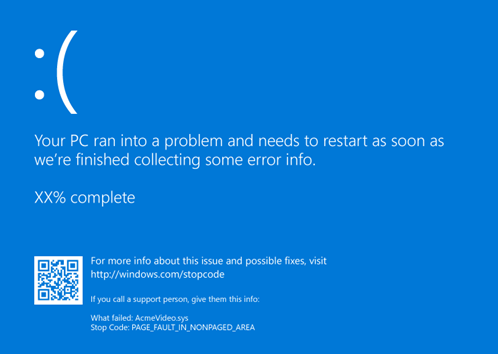 :(
Your PC ran into a problem and needs to restart as soon as
we're finished collecting some error info.
XX% complete
For more info about this issue and possible fixes, visit
http://windows.com/stopcode
If you call a support person, give them this info:
What failed: AcmeVideo.sys
Stop Code: PAGE_FAULT_IN_NONPAGED_AREA